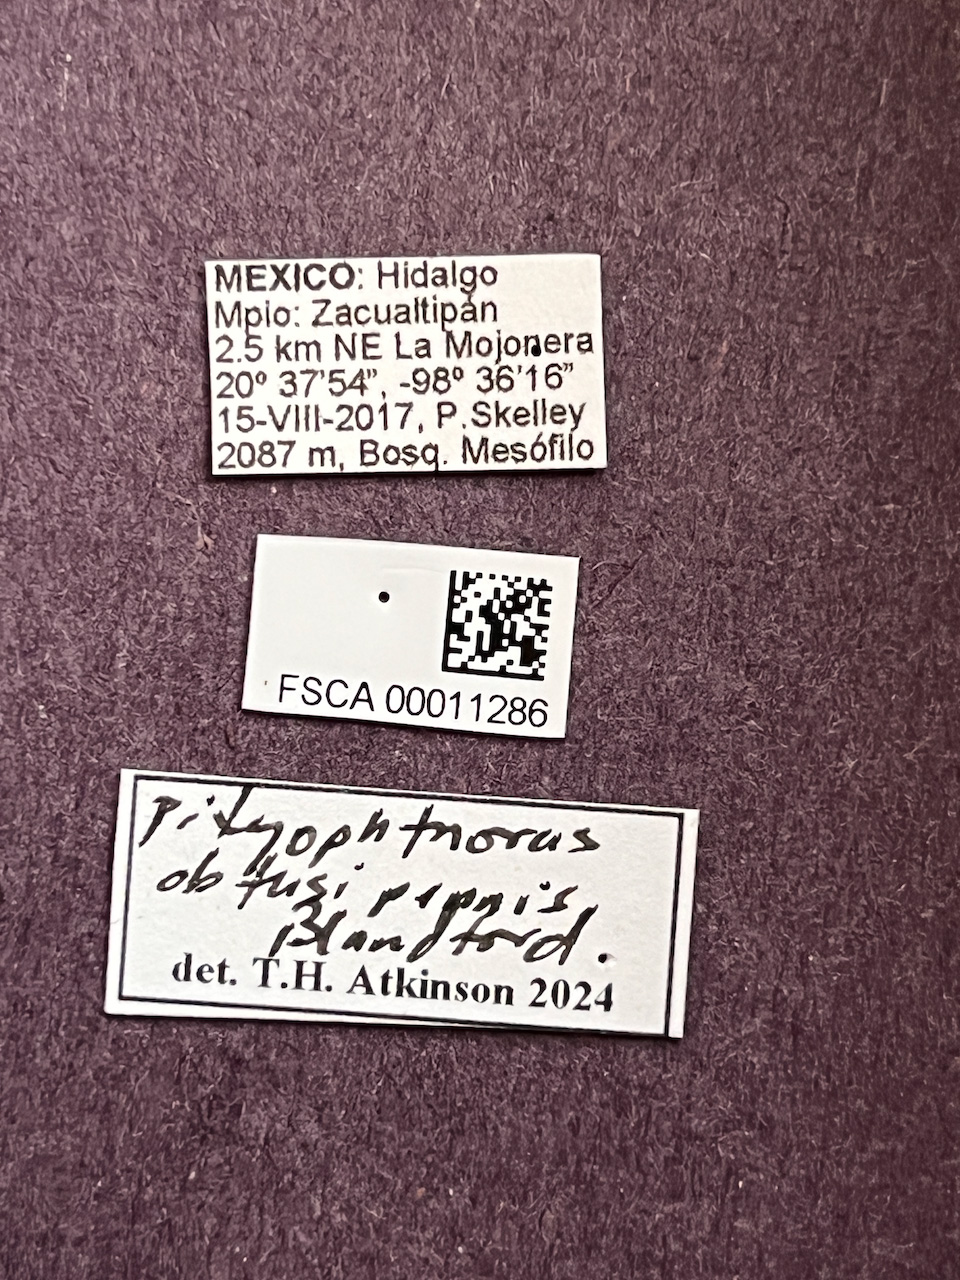 MEXICO: Hidalgo
Mpio: Zacualtipán
2.5 km NE La Mojonera
20º 37'54", -98º 36'16"
15-VIII-2017, P.Skelley
2087 m, Bosq. Mesófilo
FSCA 00011286
Pityophthorus
obtusipennis
Blandford.
det. T.H. Atkinson 2024